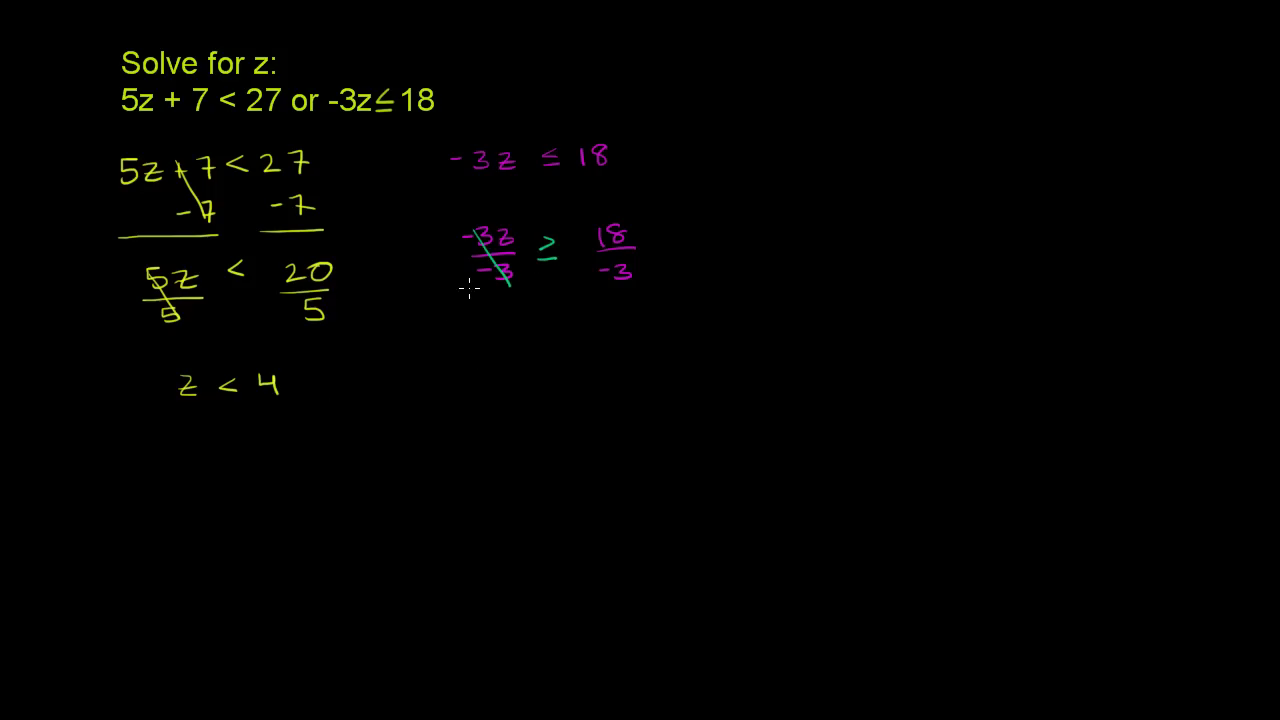 Solve for z:
5z + 7 < 27 or -3z ≤ 18
5z + 7 < 27
-7 -7
5z < 20
5 5
z < 4
-3z ≤ 18
-3z ≥ 18
-3 -3